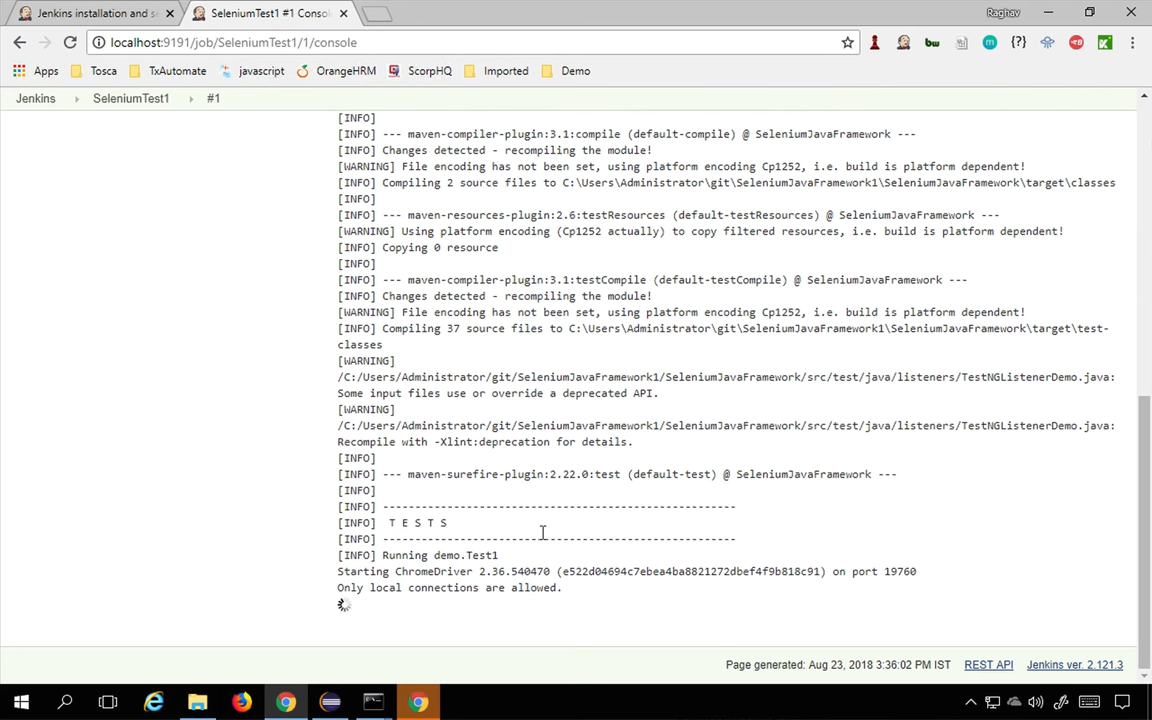 Jenkins installation and s
SeleniumTest1 #1 Conso
Raghav
localhost:9191/job/SeleniumTest1/1/console
Apps
Tosca
TxAutomate
javascript
OrangeHRM
ScorpHQ
Imported
Demo
Jenkins
SeleniumTest1
#1
[INFO]
[INFO] --- maven-compiler-plugin:3.1:compile (default-compile) @ SeleniumJavaFramework ---
[INFO] Changes detected - recompiling the module!
[WARNING] File encoding has not been set, using platform encoding Cp1252, i.e. build is platform dependent!
[INFO] Compiling 2 source files to C:\Users\Administrator\git\SeleniumJavaFramework1\SeleniumJavaFramework\target\classes
[INFO]
[INFO] --- maven-resources-plugin:2.6:testResources (default-testResources) @ SeleniumJavaFramework ---
[WARNING] Using platform encoding (Cp1252 actually) to copy filtered resources, i.e. build is platform dependent!
[INFO] Copying 0 resource
[INFO]
[INFO] --- maven-compiler-plugin:3.1:testCompile (default-testCompile) @ SeleniumJavaFramework ---
[INFO] Changes detected - recompiling the module!
[WARNING] File encoding has not been set, using platform encoding Cp1252, i.e. build is platform dependent!
[INFO] Compiling 37 source files to C:\Users\Administrator\git\SeleniumJavaFramework1\SeleniumJavaFramework\target\test-
classes
[WARNING]
/C:/Users/Administrator/git/SeleniumJavaFramework1/SeleniumJavaFramework/src/test/java/listeners/TestNGListenerDemo.java:
Some input files use or override a deprecated API.
[WARNING]
/C:/Users/Administrator/git/SeleniumJavaFramework1/SeleniumJavaFramework/src/test/java/listeners/TestNGListenerDemo.java:
Recompile with -Xlint:deprecation for details.
[INFO]
[INFO] --- maven-surefire-plugin:2.22.0:test (default-test) @ SeleniumJavaFramework ---
[INFO]
[INFO] -------------------------------------------------------
[INFO]  T E S T S
[INFO] -------------------------------------------------------
[INFO] Running demo.Test1
Starting ChromeDriver 2.36.540470 (e522d04694c7ebea4ba8821272dbef4f9b818c91) on port 19760
Only local connections are allowed.
Page generated: Aug 23, 2018 3:36:02 PM IST
REST API
Jenkins ver. 2.121.3